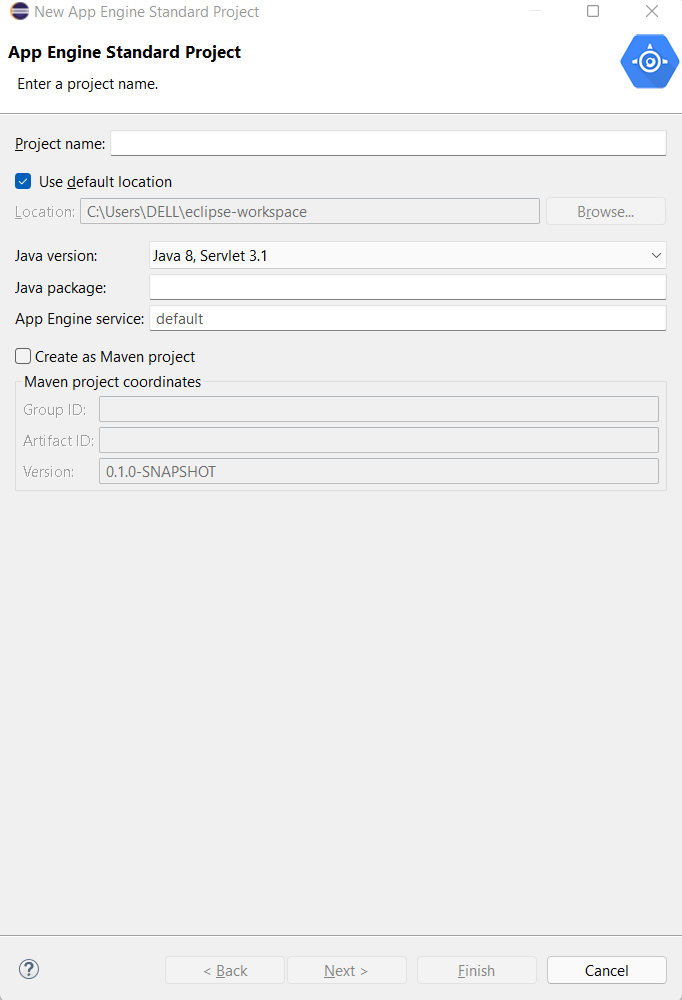 New App Engine Standard Project
App Engine Standard Project
Enter a project name.
Project name:
Use default location
Location: C:\Users\DELL\eclipse-workspace Browse...
Java version: Java 8, Servlet 3.1
Java package:
App Engine service: default
Create as Maven project
Maven project coordinates
Group ID:
Artifact ID:
Version: 0.1.0-SNAPSHOT
? < Back Next > Finish Cancel